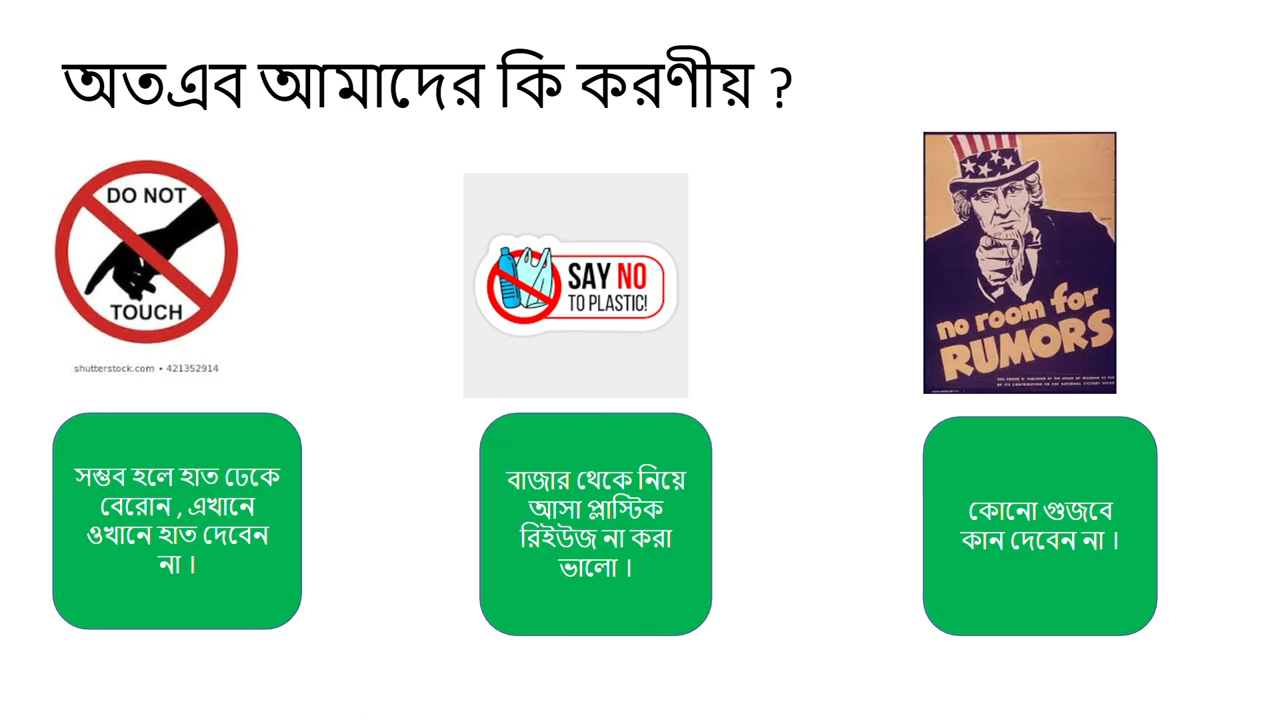 অতএব আমাদের কি করণীয় ?
DO NOT
TOUCH
shutterstock.com • 421352914
SAY NO
TO PLASTIC!
no room for
RUMORS
সম্ভব হলে হাত ঢেকে
বেরোন , এখানে
ওখানে হাত দেবেন
না ।
বাজার থেকে নিয়ে
আসা প্লাস্টিক
রিইউজ না করা
ভালো ।
কোনো গুজবে
কান দেবেন না ।